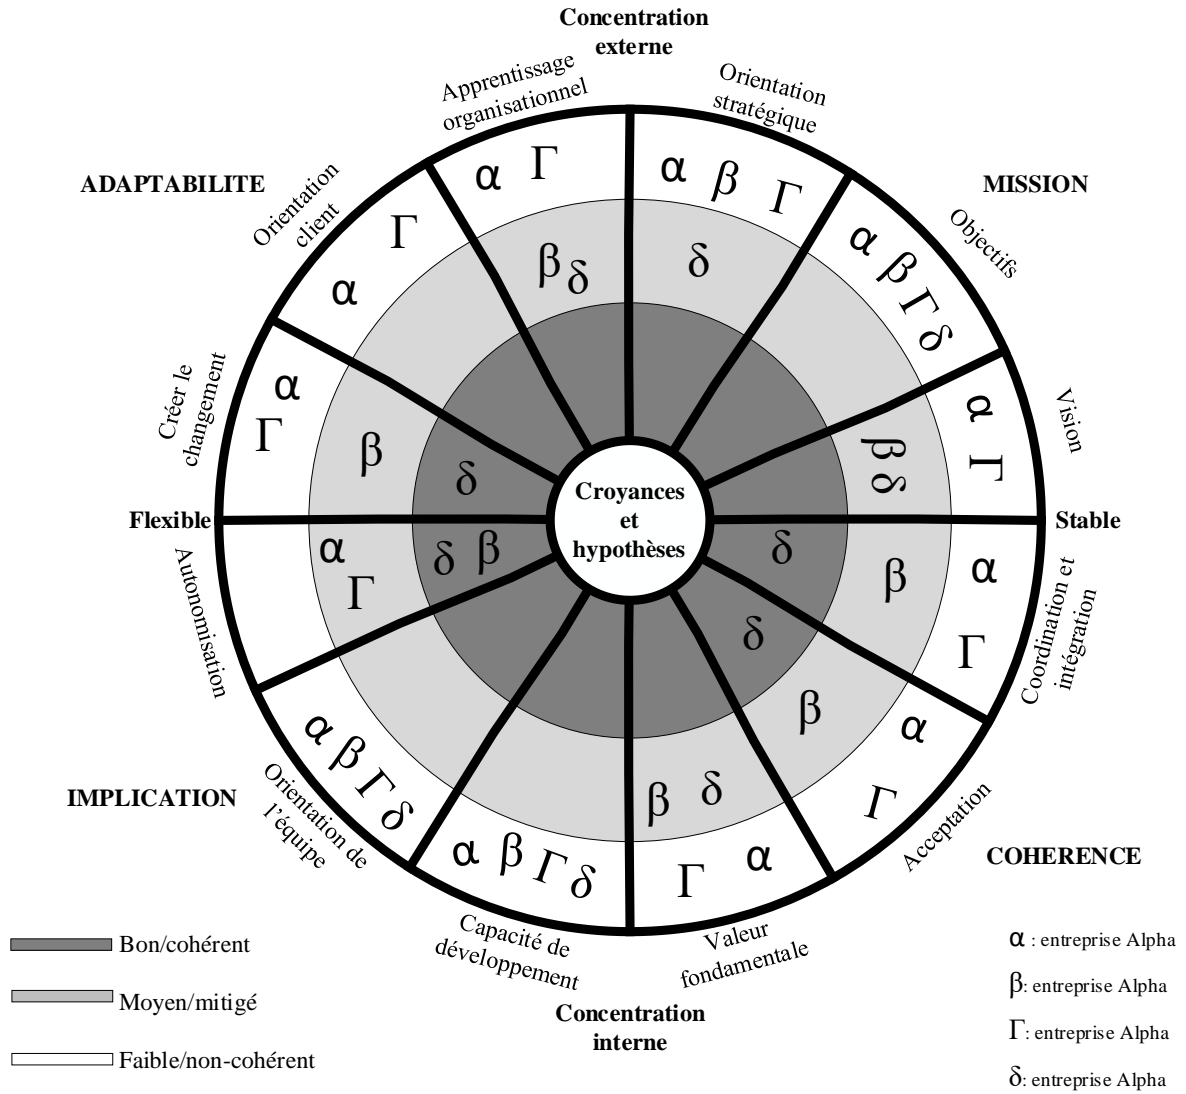 Concentration
externe
Apprentissage
organisationnel
Orientation
stratégique
ADAPTABILITE
MISSION
Orientation
client
Objectifs
Créer le
changement
Vision
α Γ
α β Γ
δ
β δ
α Γ
α β Γ δ
α
Γ
β
δ
α
Γ
β δ
Flexible
Croyances
et
hypothèses
Stable
α
Γ
δ β
δ
β
α
Γ
δ
β
α
Γ
Autonomisation
Coordination et
intégration
α β Γ δ
α β Γ δ
β δ
Γ α
IMPLICATION
Orientation de
l'équipe
Acceptation
COHERENCE
Capacité de
développement
Valeur
fondamentale
Concentration
interne
Bon/cohérent
Moyen/mitigé
Faible/non-cohérent
α : entreprise Alpha
β: entreprise Alpha
Γ: entreprise Alpha
δ: entreprise Alpha